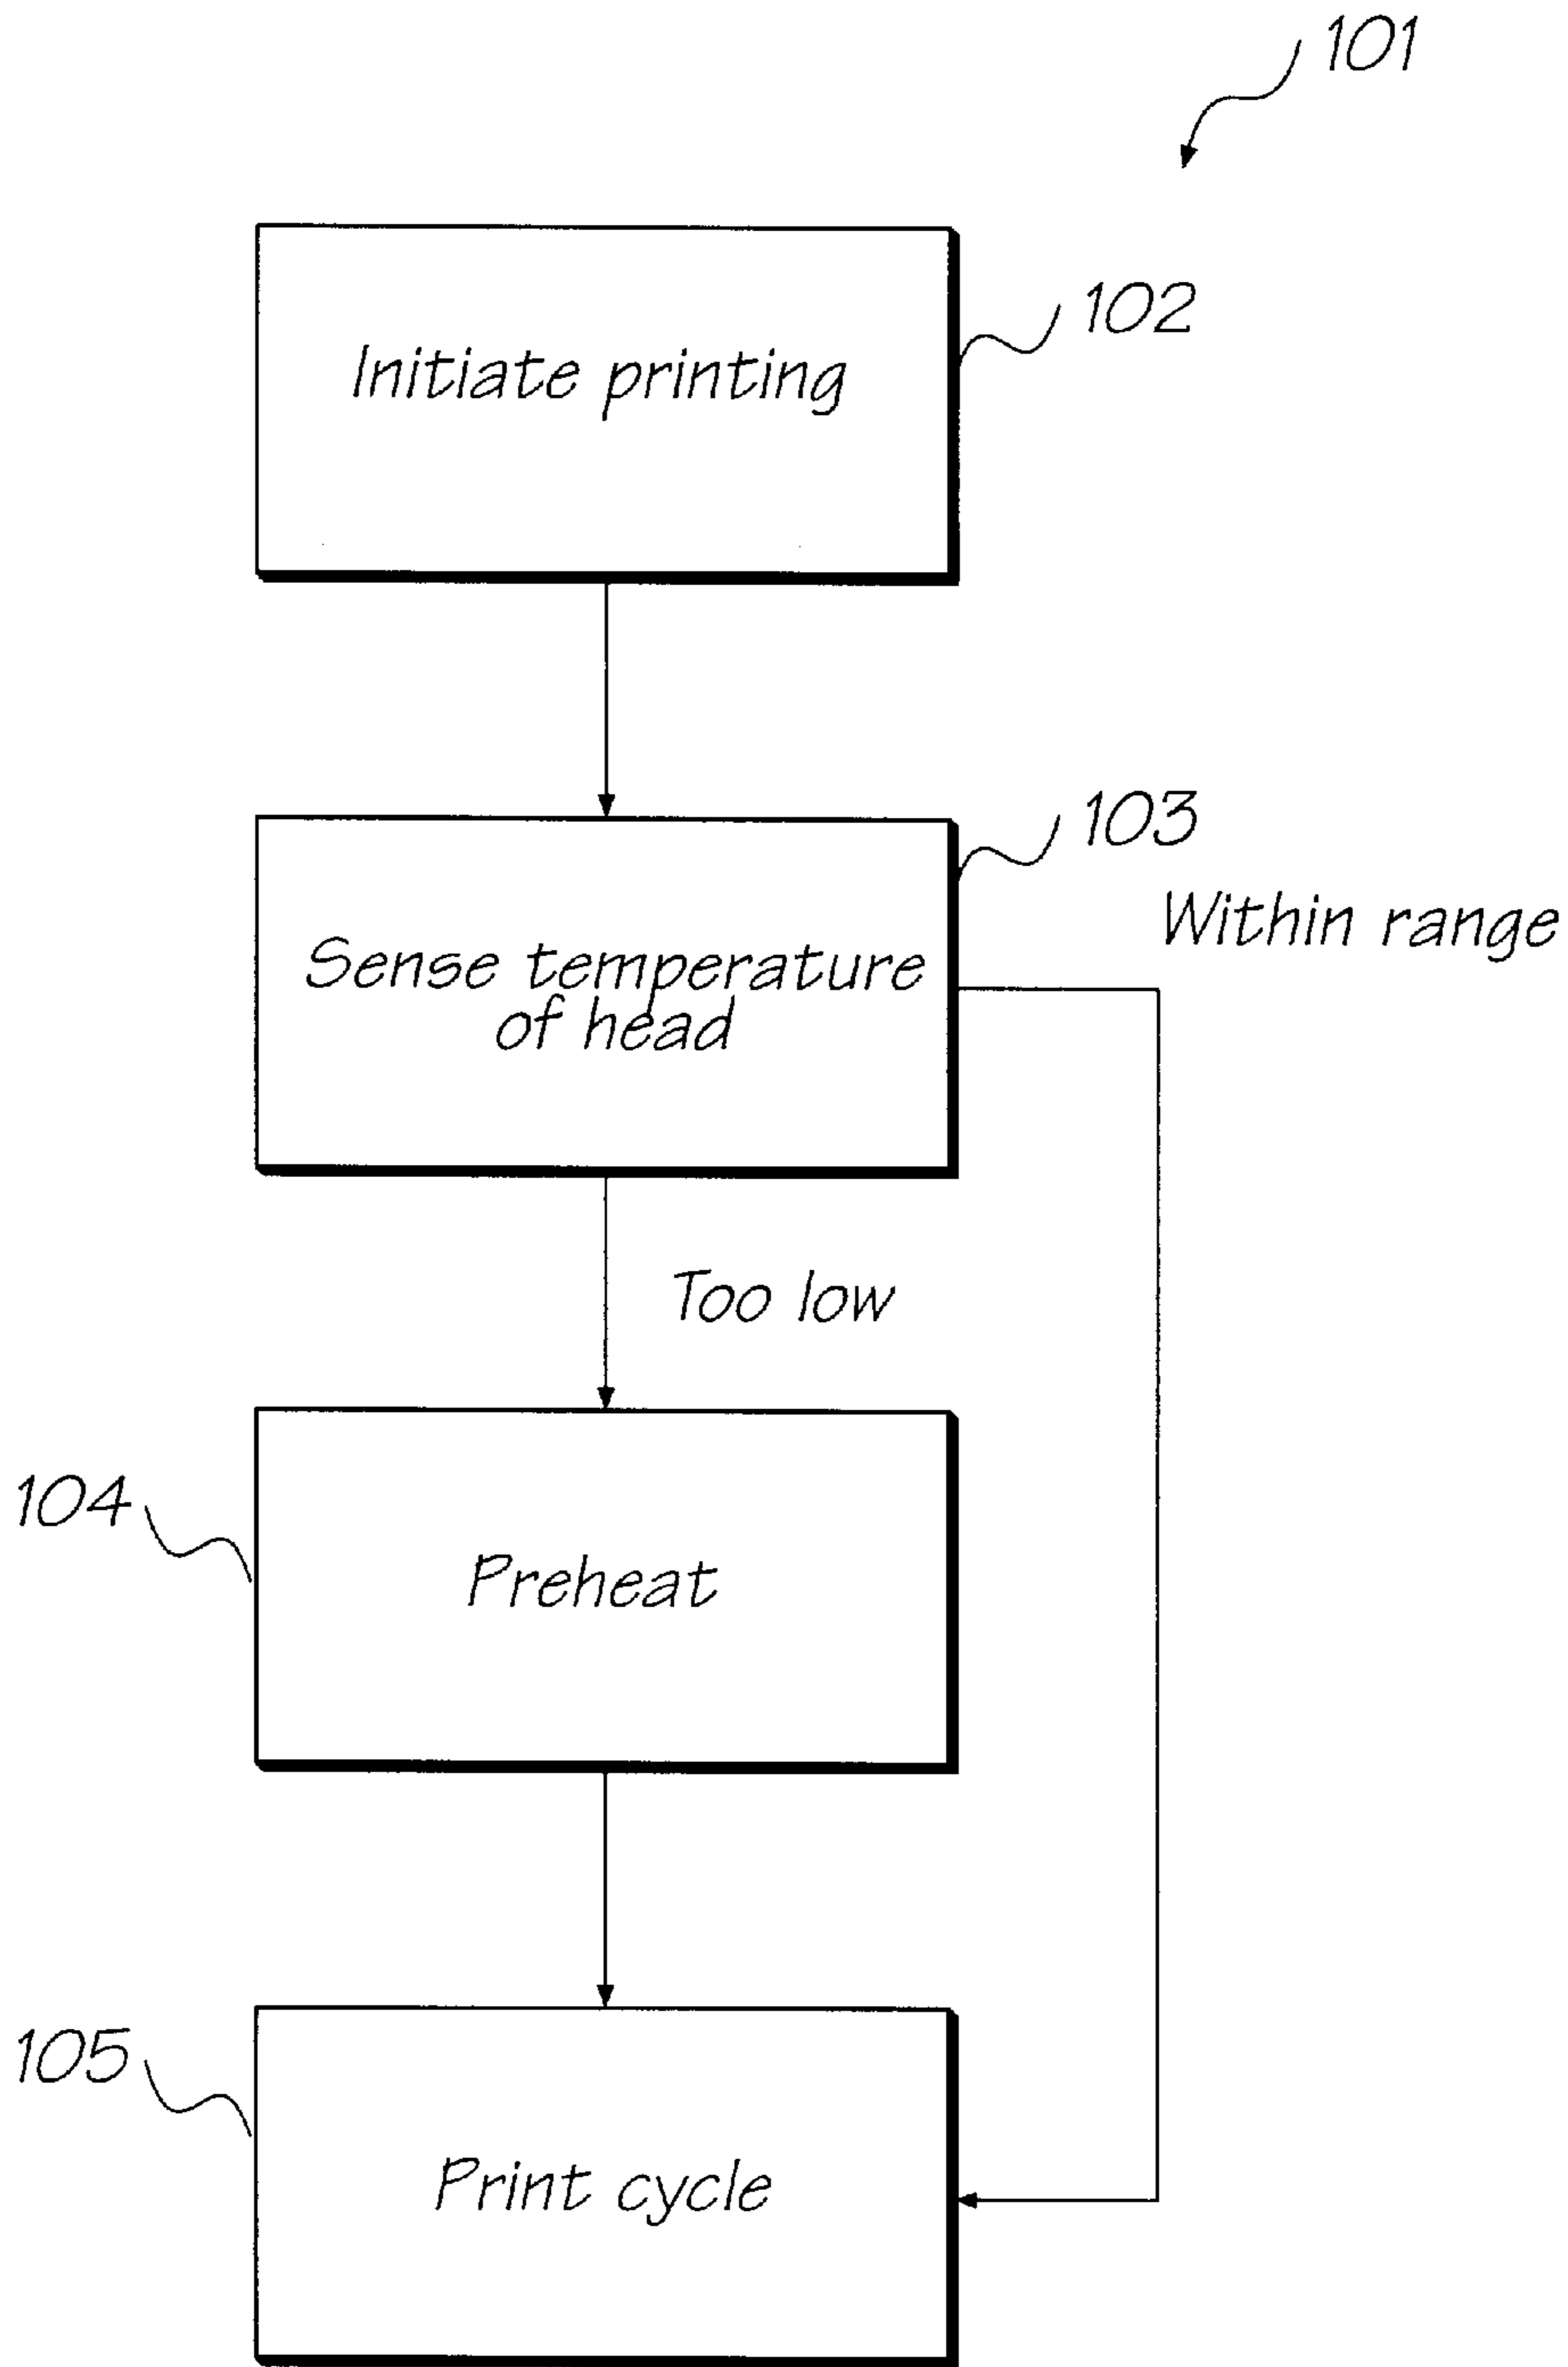 101
Initiate printing
102
103
Within range
Sense temperature
of head
Too low
104
Preheat
105
Print cycle